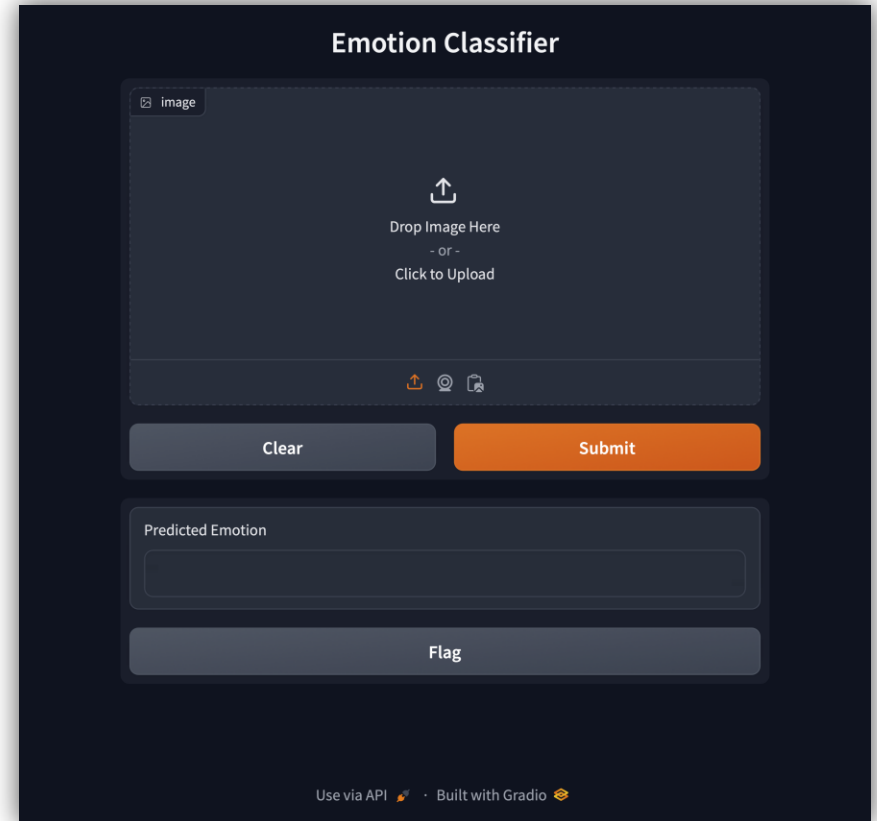 Emotion Classifier
image
Drop Image Here
- or -
Click to Upload
Clear
Submit
Predicted Emotion
Flag
Use via API · Built with Gradio